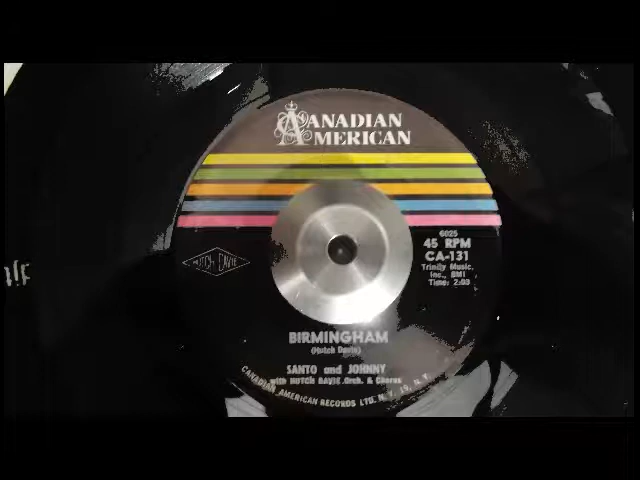 CANADIAN
AMERICAN
6025
45 RPM
CA-131
Trinity Music,
Inc., BMI
Time: 2:03
HUTCH DAVIE
BIRMINGHAM
(Hutch Davie)
SANTO and JOHNNY
with HUTCH DAVIE Orch. & Chorus
CANADIAN AMERICAN RECORDS LTD. N.Y. 19, N.Y.